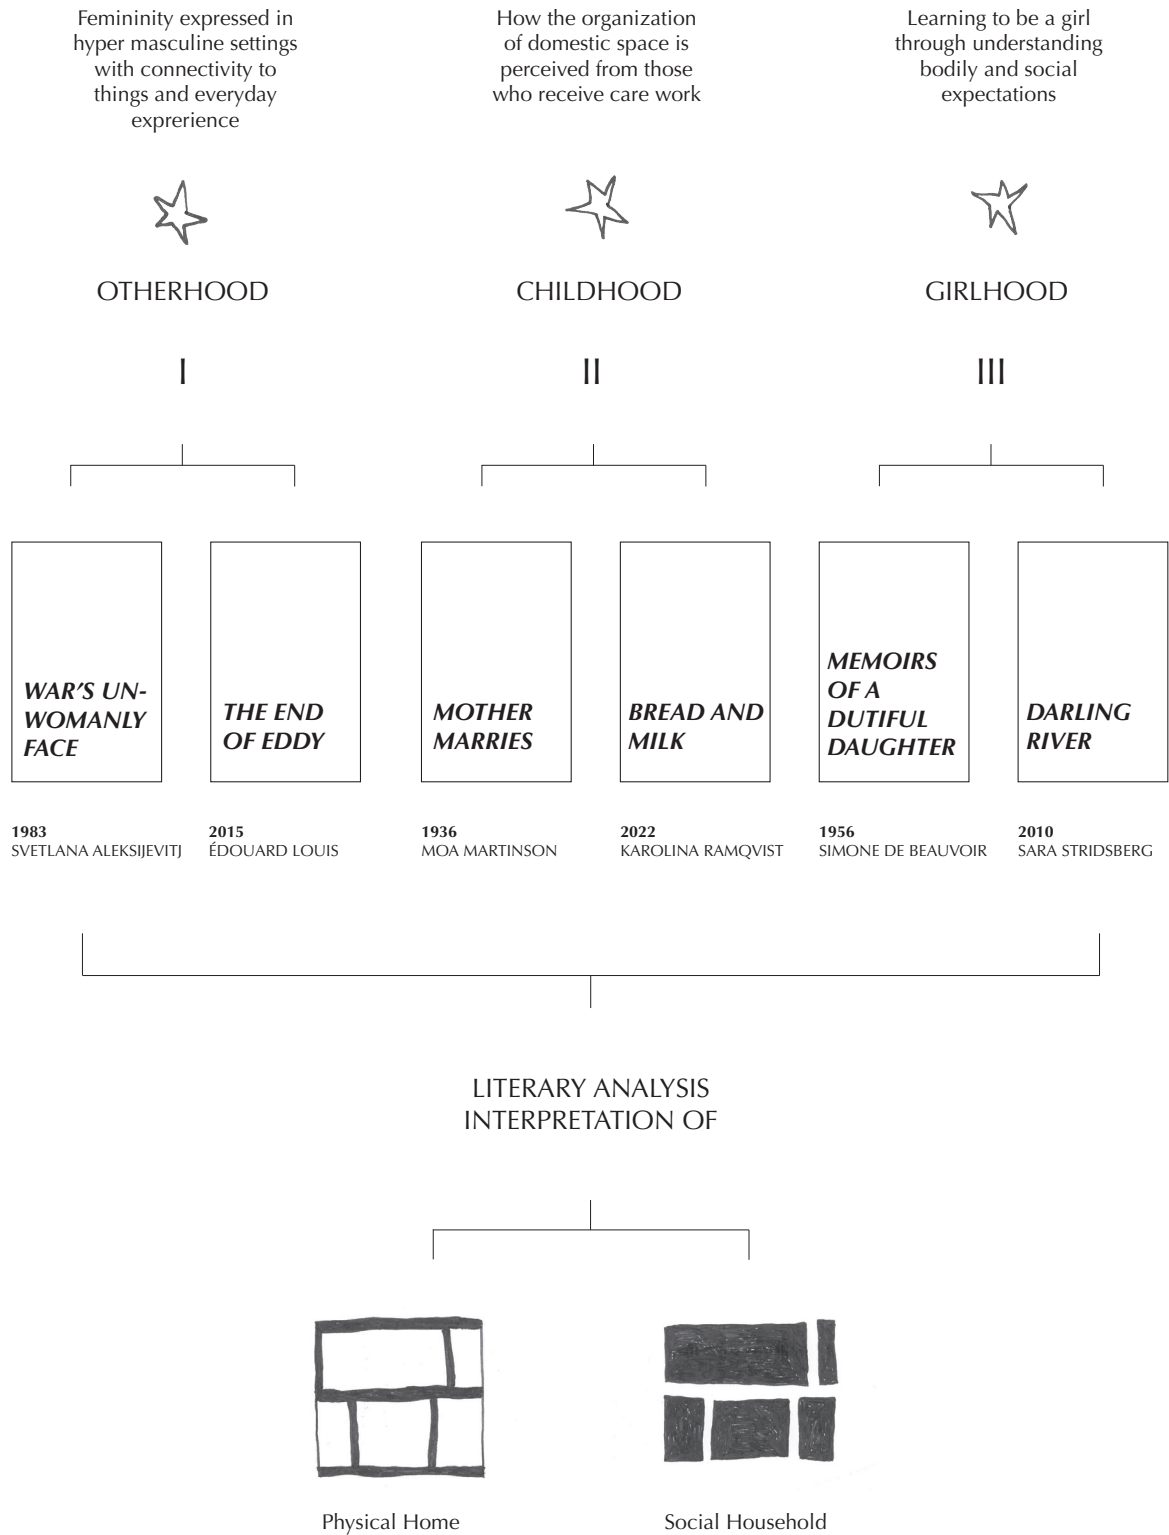 Femininity expressed in
hyper masculine settings
with connectivity to
things and everyday
exprerience
How the organization
of domestic space is
perceived from those
who receive care work
Learning to be a girl
through understanding
bodily and social
expectations
OTHERHOOD
CHILDHOOD
GIRLHOOD
I
II
III
WAR'S UN-
WOMANLY
FACE
THE END
OF EDDY
MOTHER
MARRIES
BREAD AND
MILK
MEMOIRS
OF A
DUTIFUL
DAUGHTER
DARLING
RIVER
1983
SVETLANA ALEKSIJEVITJ
2015
ÉDOUARD LOUIS
1936
MOA MARTINSON
2022
KAROLINA RAMQVIST
1956
SIMONE DE BEAUVOIR
2010
SARA STRIDSBERG
LITERARY ANALYSIS
INTERPRETATION OF
Physical Home
Social Household